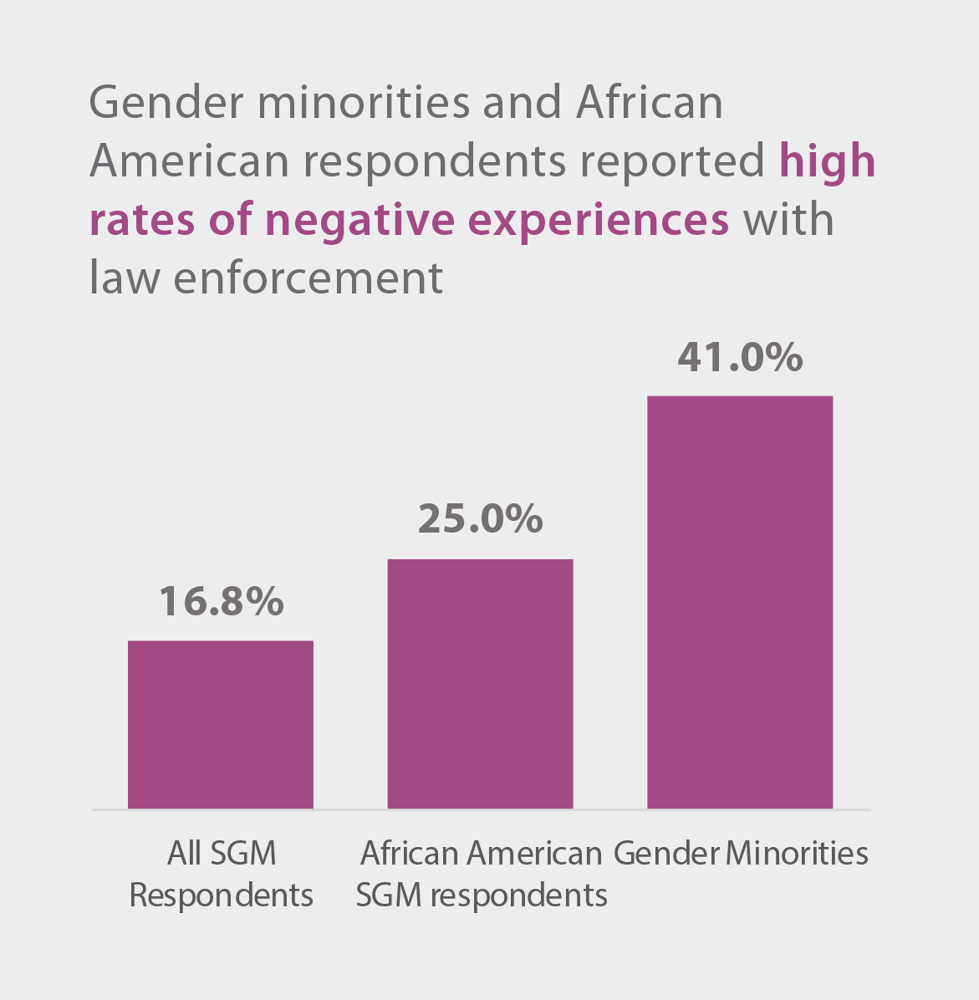 Gender minorities and African
American respondents reported high
rates of negative experiences with
law enforcement
41.0%
25.0%
16.8%
All SGM
Respondents
African American
SGM respondents
Gender Minorities